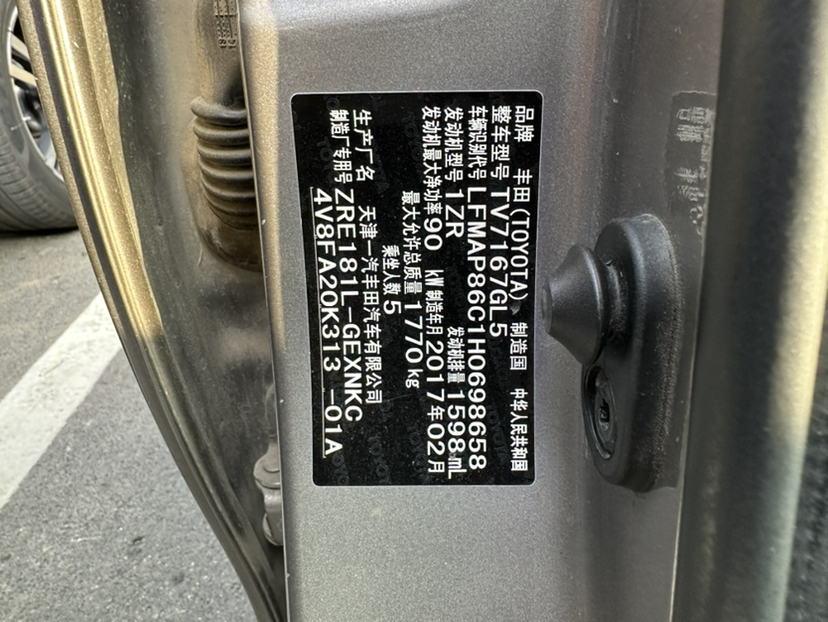 品牌 丰田(TOYOTA) 制造国 中华人民共和国
整车型号 TV7167GL5
车辆识别代号 LFMAP86C1H0698658
发动机型号 1ZR 发动机排量 1598 mL
发动机最大净功率 90 kW 制造年月 2017年02月
最大允许总质量 1770 kg
乘坐人数 5
生产厂名 天津一汽丰田汽车有限公司
制造厂专用号 ZRE181L-GEXNKC
4V8FA20K313 -01A